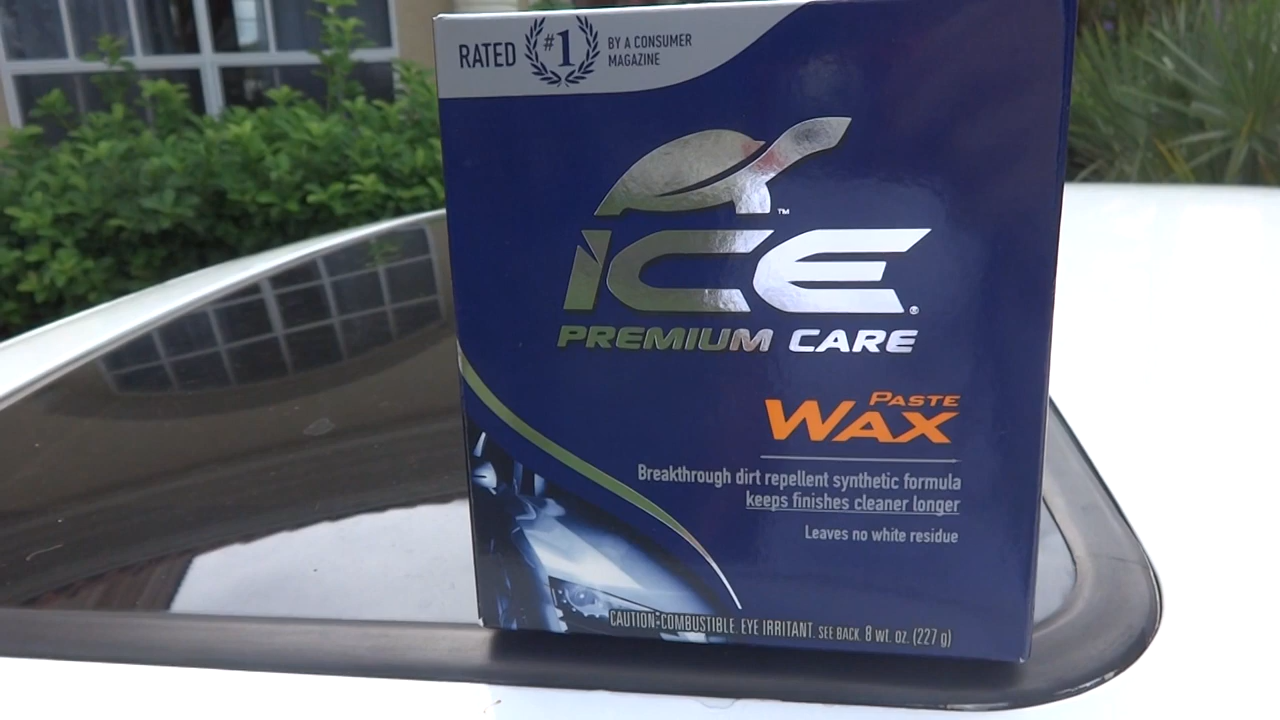 RATED #1 BY A CONSUMER
MAGAZINE
™
ICE®
PREMIUM CARE
PASTE
WAX
Breakthrough dirt repellent synthetic formula
keeps finishes cleaner longer
Leaves no white residue
CAUTION: COMBUSTIBLE. EYE IRRITANT. SEE BACK. 8 wt. oz. (227 g)